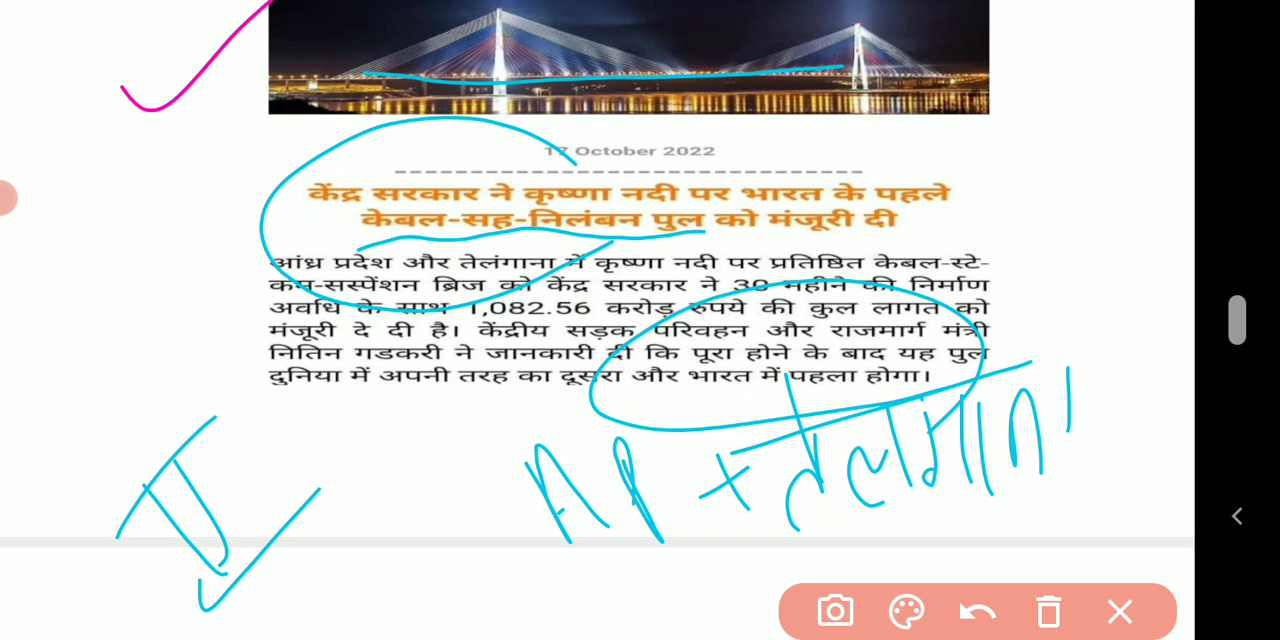 17 October 2022
केंद्र सरकार ने कृष्णा नदी पर भारत के पहले
केबल-सह-निलंबन पुल को मंजूरी दी
आंध्र प्रदेश और तेलंगाना में कृष्णा नदी पर प्रतिष्ठित केबल-स्टे-
कम-सस्पेंशन ब्रिज को केंद्र सरकार ने 30 महीने की निर्माण
अवधि के साथ 1,082.56 करोड़ रुपये की कुल लागत को
मंजूरी दे दी है। केंद्रीय सड़क परिवहन और राजमार्ग मंत्री
नितिन गडकरी ने जानकारी दी कि पूरा होने के बाद यह पुल
दुनिया में अपनी तरह का दूसरा और भारत में पहला होगा।
AP +
II